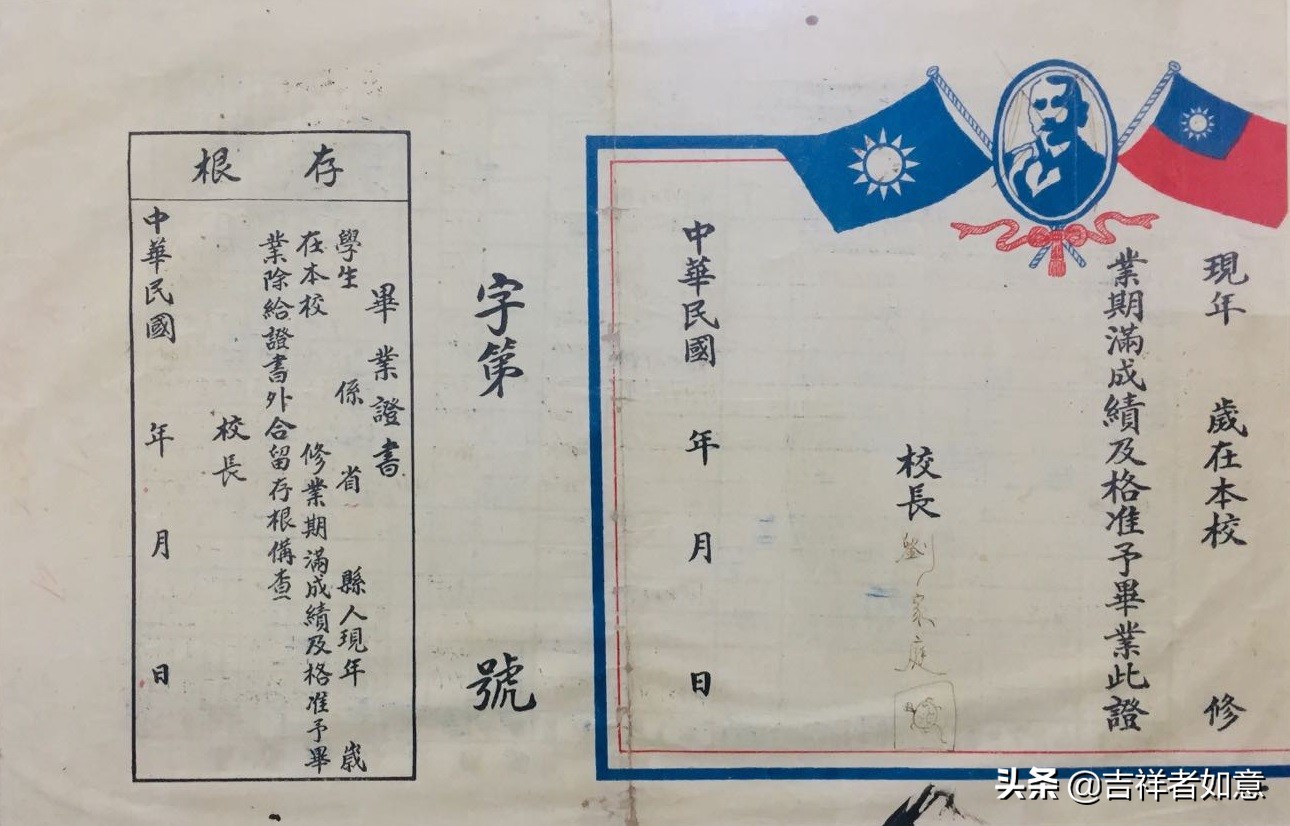 現年 歲在本校 修
業期滿成績及格准予畢業此證
校長劉家庭
中華民國 年 月 日
字第 號
存根
畢業證書
學生 係 省 縣人現年 歲
在本校 修業期滿成績及格准予畢
業除給證書外合留存根備查
校長
中華民國 年 月 日
头条 @吉祥者如意